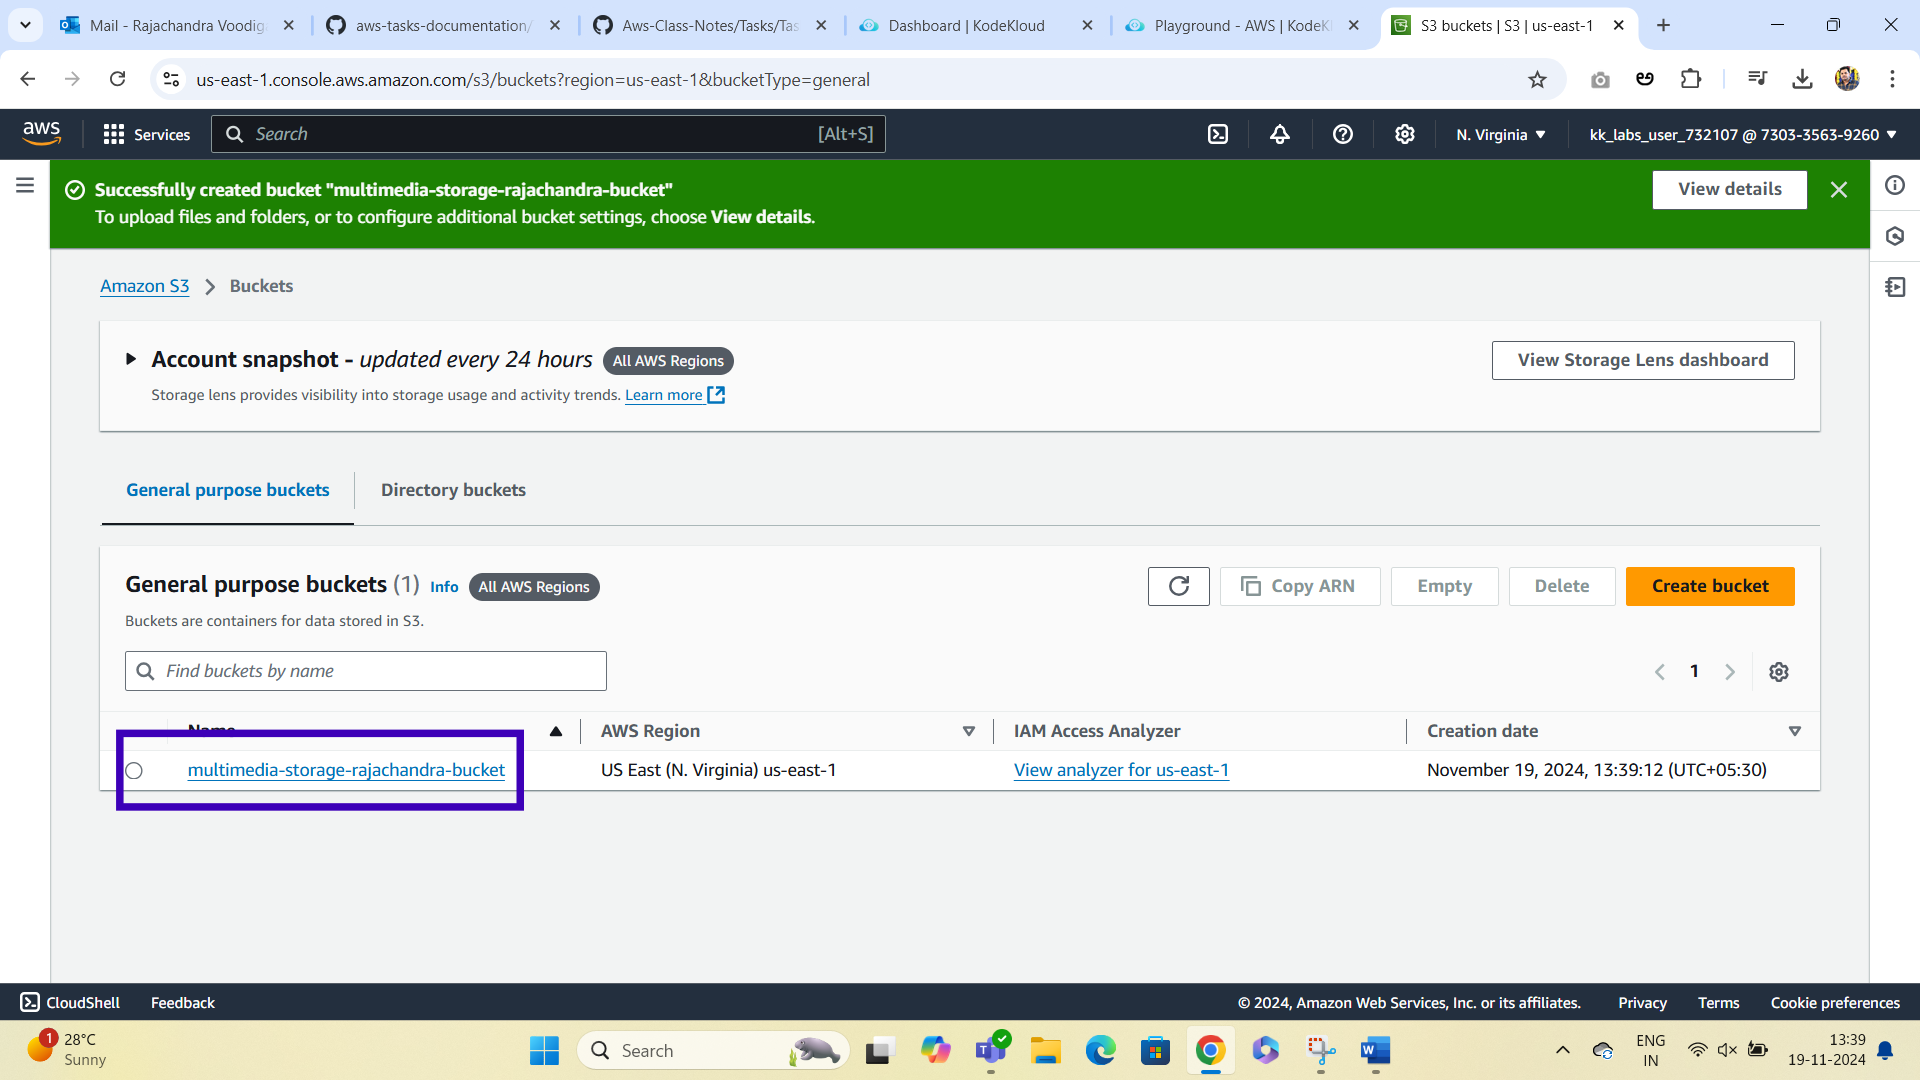 Mail - Rajachandra Voodig
aws-tasks-documentation/
Aws-Class-Notes/Tasks/Tas
Dashboard | KodeKloud
Playground - AWS | KodeKl
S3 buckets | S3 | us-east-1
us-east-1.console.aws.amazon.com/s3/buckets?region=us-east-1&bucketType=general
aws
Services
Search
[Alt+S]
N. Virginia
kk_labs_user_732107 @ 7303-3563-9260
Successfully created bucket "multimedia-storage-rajachandra-bucket"
To upload files and folders, or to configure additional bucket settings, choose View details.
View details
Amazon S3
Buckets
Account snapshot - updated every 24 hours
All AWS Regions
View Storage Lens dashboard
Storage lens provides visibility into storage usage and activity trends. Learn more
General purpose buckets
Directory buckets
General purpose buckets (1)
Info
All AWS Regions
Copy ARN
Empty
Delete
Create bucket
Buckets are containers for data stored in S3.
Find buckets by name
1
Name
AWS Region
IAM Access Analyzer
Creation date
multimedia-storage-rajachandra-bucket
US East (N. Virginia) us-east-1
View analyzer for us-east-1
November 19, 2024, 13:39:12 (UTC+05:30)
CloudShell
Feedback
© 2024, Amazon Web Services, Inc. or its affiliates.
Privacy
Terms
Cookie preferences
1
28°C
Sunny
Search
ENG
IN
13:39
19-11-2024